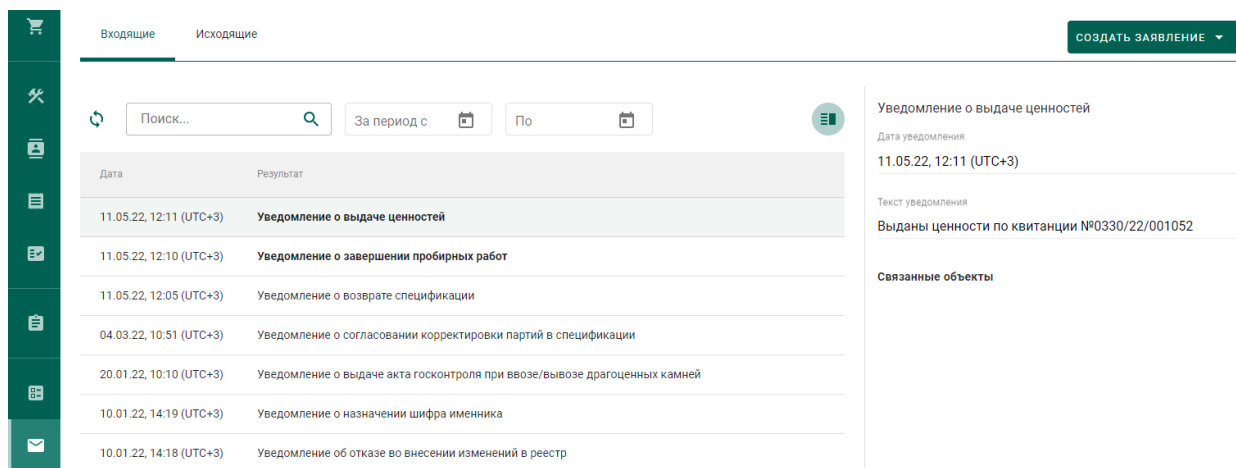 Входящие
Исходящие
СОЗДАТЬ ЗАЯВЛЕНИЕ
Поиск...
За период с
По
Дата
Результат
11.05.22, 12:11 (UTC+3) Уведомление о выдаче ценностей
11.05.22, 12:10 (UTC+3) Уведомление о завершении пробирных работ
11.05.22, 12:05 (UTC+3) Уведомление о возврате спецификации
04.03.22, 10:51 (UTC+3) Уведомление о согласовании корректировки партий в спецификации
20.01.22, 10:10 (UTC+3) Уведомление о выдаче акта госконтроля при ввозе/вывозе драгоценных камней
10.01.22, 14:19 (UTC+3) Уведомление о назначении шифра именника
10.01.22, 14:18 (UTC+3) Уведомление об отказе во внесении изменений в реестр
Уведомление о выдаче ценностей
Дата уведомления
11.05.22, 12:11 (UTC+3)
Текст уведомления
Выданы ценности по квитанции №0330/22/001052
Связанные объекты